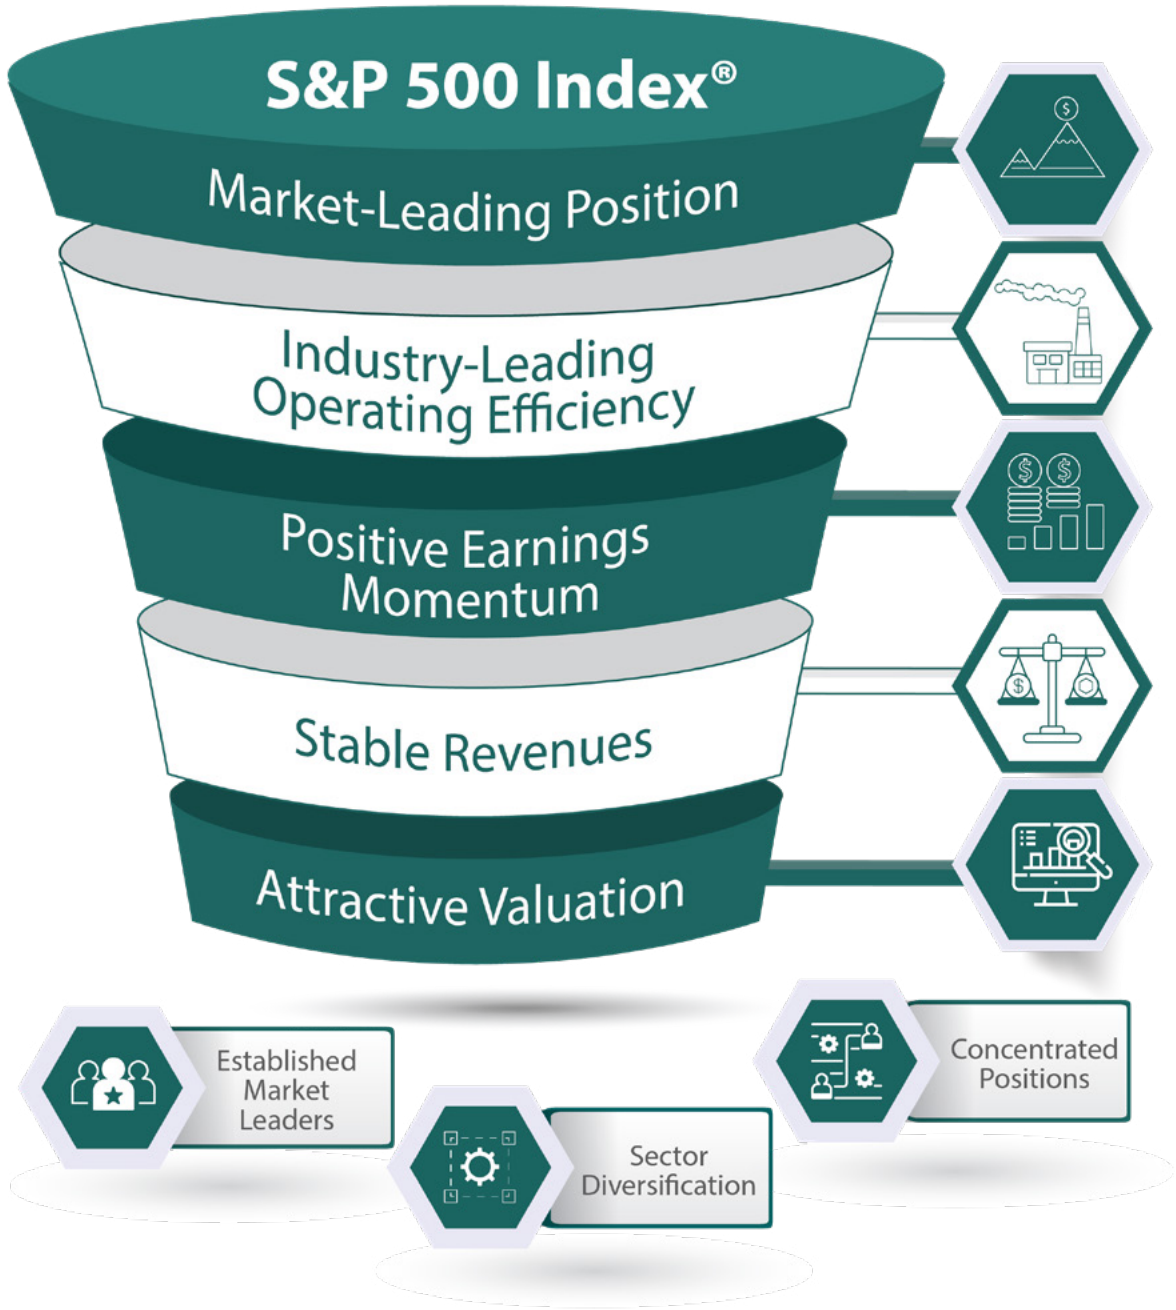 S&P 500 Index®
Market-Leading Position
Industry-Leading
Operating Efficiency
Positive Earnings
Momentum
Stable Revenues
Attractive Valuation
Established
Market
Leaders
Sector
Diversification
Concentrated
Positions